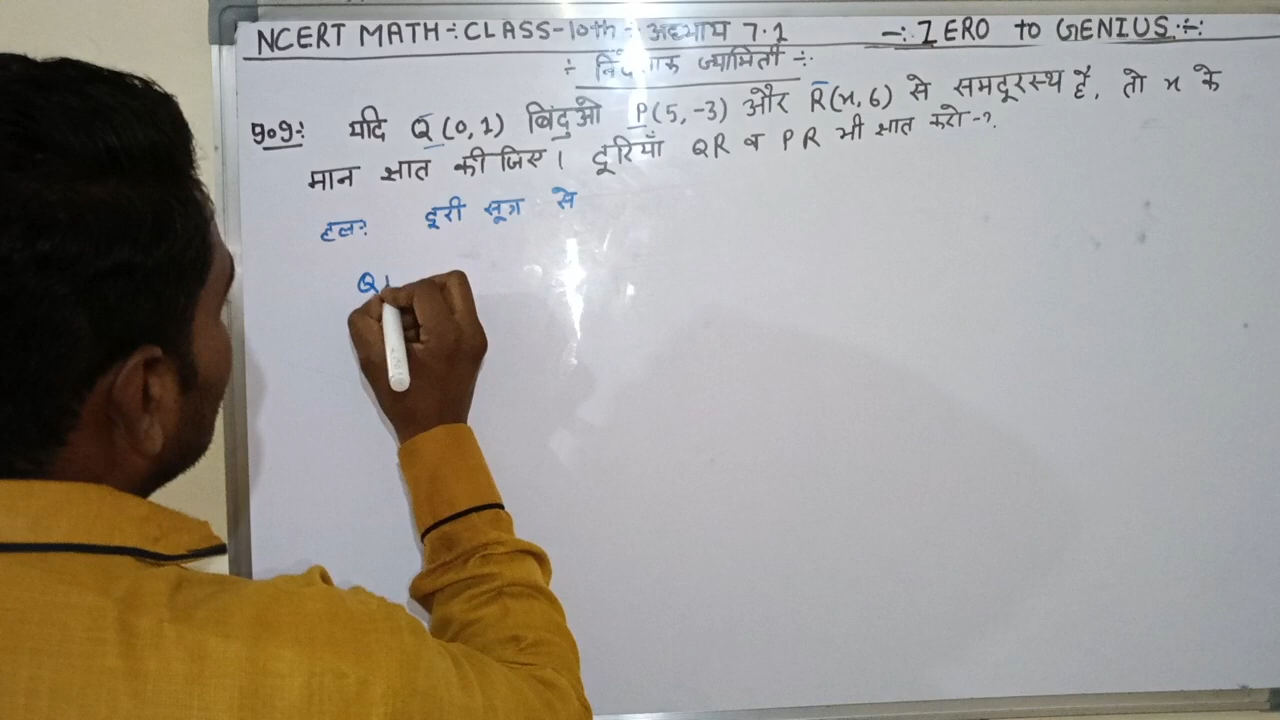 NCERT MATH÷CLASS-10th÷ अध्याय 7.1 -:ZERO to GENIUS.÷:
÷ निर्देशांक ज्यामिती ÷
प्र०9÷ यदि Q(0,1) बिंदुओ P(5,-3) और R(x,6) से समदूरस्थ है, तो x के
मान ज्ञात कीजिए। दूरियाँ QR व PR भी ज्ञात करो-?
हल: दूरी सूत्र से